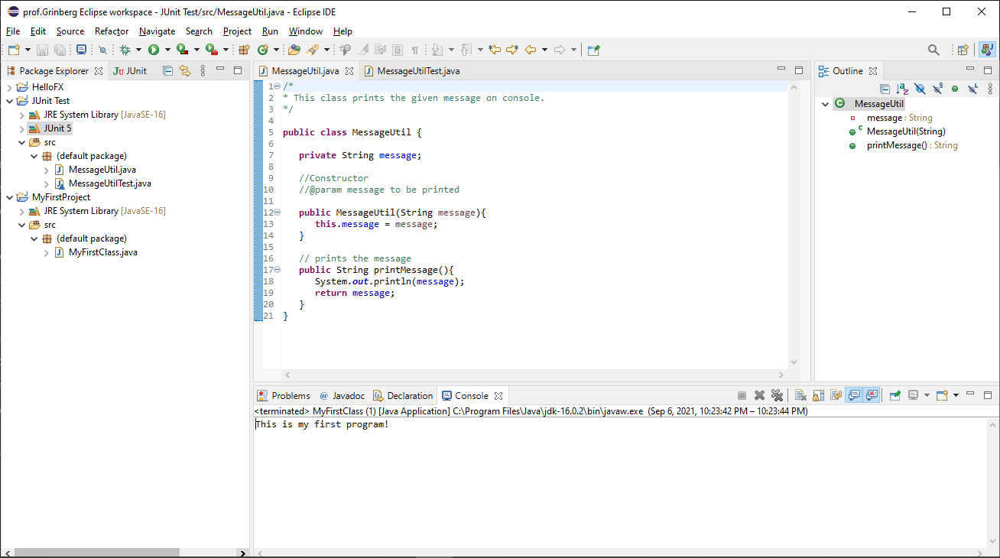 prof.Grinberg Eclipse workspace - JUnit Test/src/MessageUtil.java - Eclipse IDE
File Edit Source Refactor Navigate Search Project Run Window Help
Package Explorer
JUnit
HelloFX
JUnit Test
JRE System Library [JavaSE-16]
JUnit 5
src
(default package)
MessageUtil.java
MessageUtilTest.java
MyFirstProject
JRE System Library [JavaSE-16]
src
(default package)
MyFirstClass.java
MessageUtil.java
MessageUtilTest.java
1 /*
2 * This class prints the given message on console.
3 */
4
5 public class MessageUtil {
6
7 private String message;
8
9 //Constructor
10 //@param message to be printed
11
12 public MessageUtil(String message){
13 this.message = message;
14 }
15
16 // prints the message
17 public String printMessage(){
18 System.out.println(message);
19 return message;
20 }
21 }
Outline
MessageUtil
message : String
MessageUtil(String)
printMessage() : String
Problems @ Javadoc Declaration Console
<terminated> MyFirstClass (1) [Java Application] C:\Program Files\Java\jdk-16.0.2\bin\javaw.exe (Sep 6, 2021, 10:23:42 PM – 10:23:44 PM)
This is my first program!